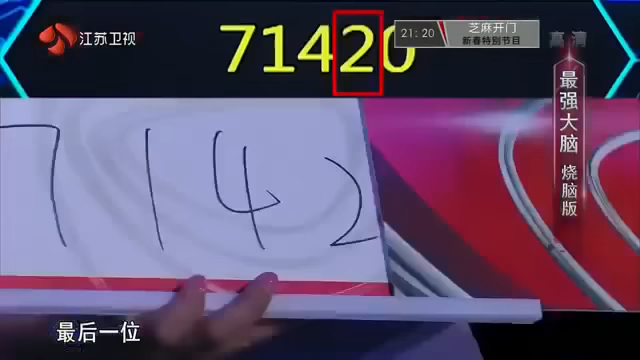 江苏卫视
71420
21:20
芝麻开门
新春特别节目
高清
最强大脑
烧脑版
7142
最后一位